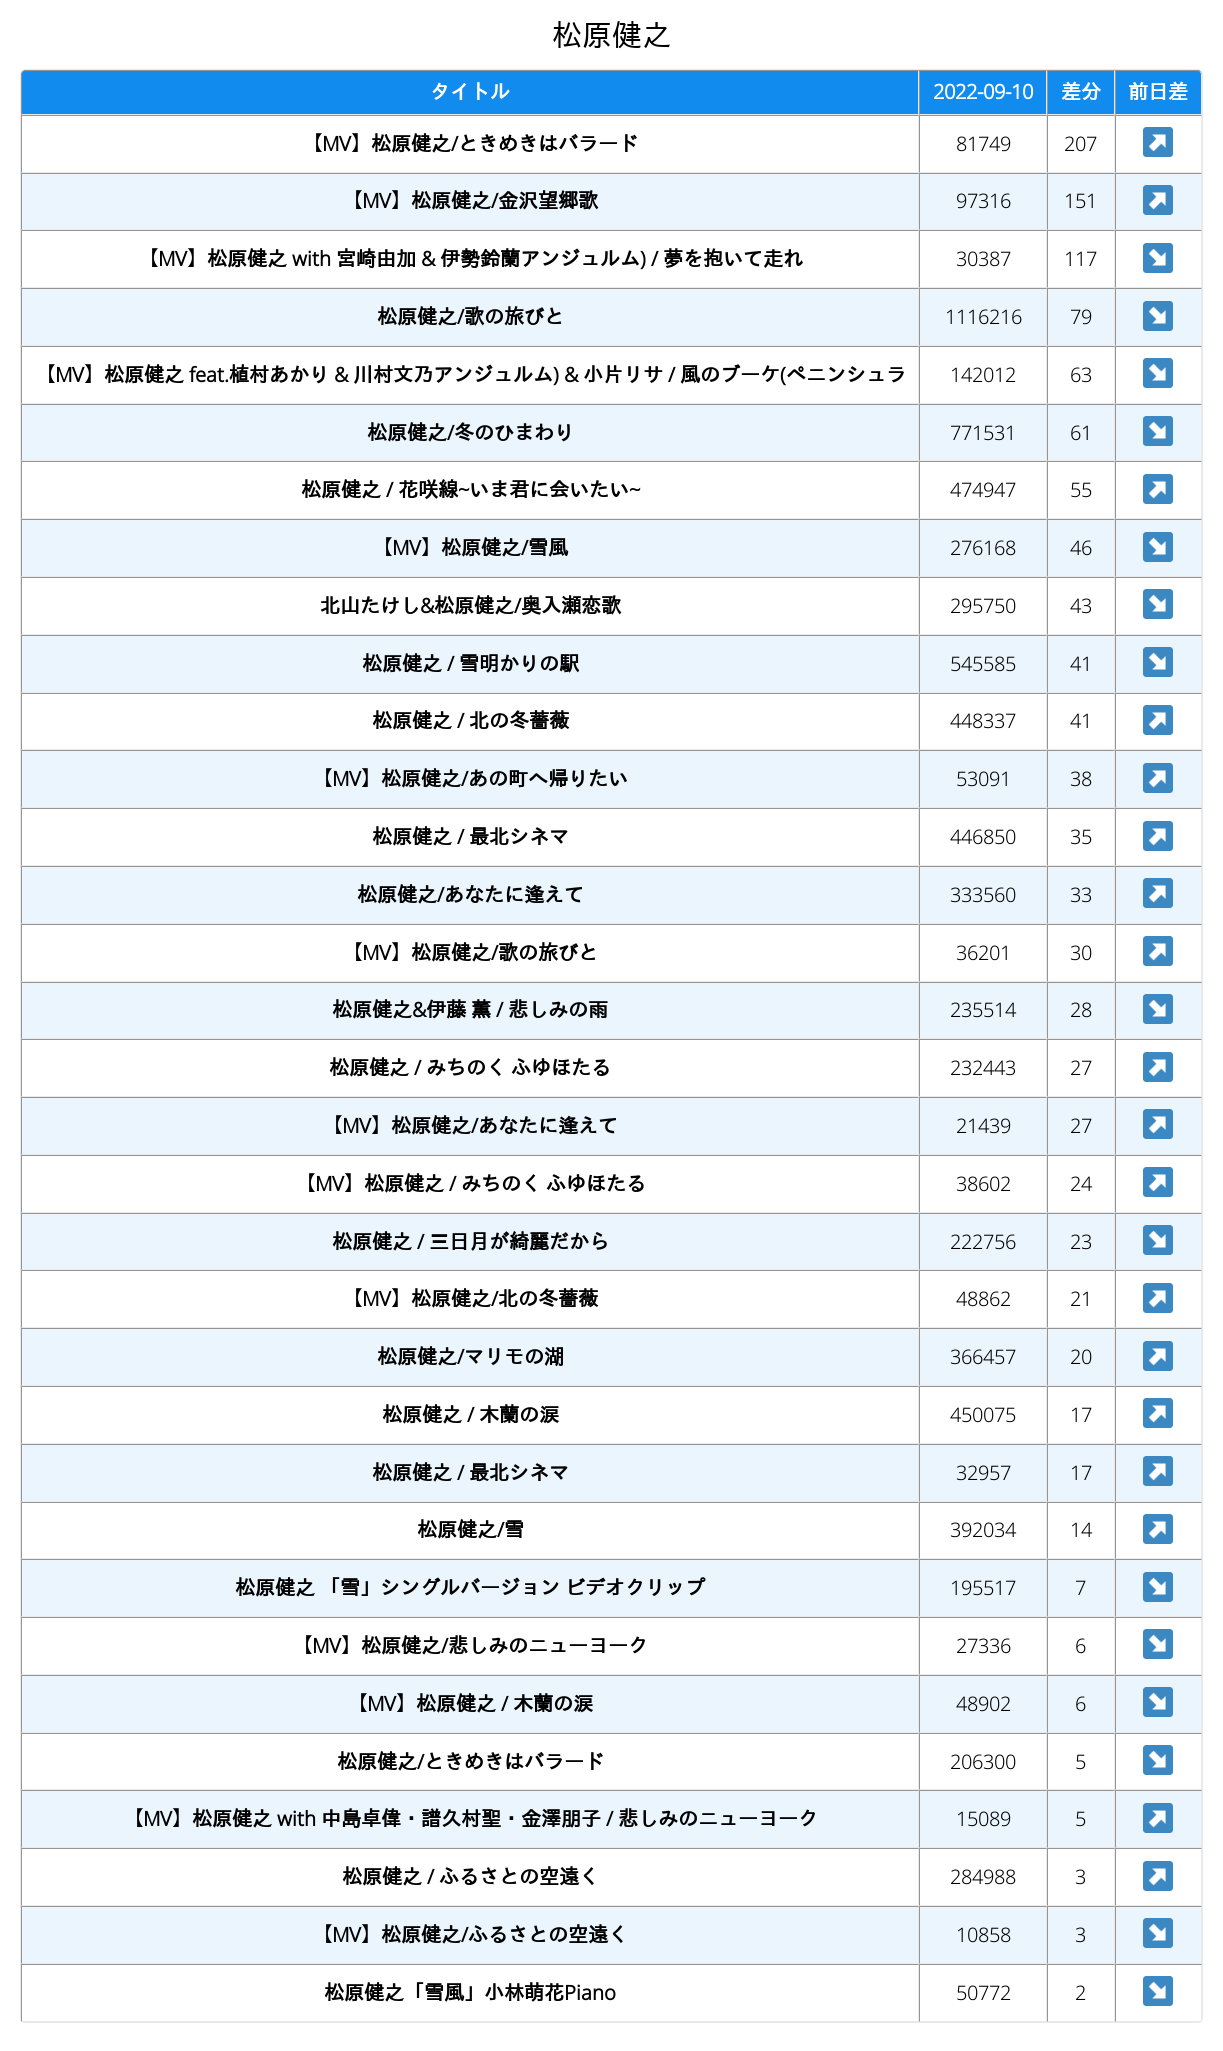 松原健之
タイトル 2022-09-10 差分 前日差
【MV】松原健之/ときめきはバラード 81749 207 ↗
【MV】松原健之/金沢望郷歌 97316 151 ↗
【MV】松原健之 with 宮崎由加 & 伊勢鈴蘭アンジュルム) / 夢を抱いて走れ 30387 117 ↘
松原健之/歌の旅びと 1116216 79 ↘
【MV】松原健之 feat.植村あかり & 川村文乃アンジュルム) & 小片リサ / 風のブーケ(ペニンシュラ 142012 63 ↘
松原健之/冬のひまわり 771531 61 ↘
松原健之 / 花咲線~いま君に会いたい~ 474947 55 ↗
【MV】松原健之/雪風 276168 46 ↘
北山たけし&松原健之/奥入瀬恋歌 295750 43 ↘
松原健之 / 雪明かりの駅 545585 41 ↘
松原健之 / 北の冬薔薇 448337 41 ↗
【MV】松原健之/あの町へ帰りたい 53091 38 ↗
松原健之 / 最北シネマ 446850 35 ↗
松原健之/あなたに逢えて 333560 33 ↗
【MV】松原健之/歌の旅びと 36201 30 ↗
松原健之&伊藤 薫 / 悲しみの雨 235514 28 ↘
松原健之 / みちのく ふゆほたる 232443 27 ↗
【MV】松原健之/あなたに逢えて 21439 27 ↗
【MV】松原健之 / みちのく ふゆほたる 38602 24 ↗
松原健之 / 三日月が綺麗だから 222756 23 ↘
【MV】松原健之/北の冬薔薇 48862 21 ↗
松原健之/マリモの湖 366457 20 ↗
松原健之 / 木蘭の涙 450075 17 ↗
松原健之 / 最北シネマ 32957 17 ↗
松原健之/雪 392034 14 ↗
松原健之 「雪」シングルバージョン ビデオクリップ 195517 7 ↘
【MV】松原健之/悲しみのニューヨーク 27336 6 ↘
【MV】松原健之 / 木蘭の涙 48902 6 ↘
松原健之/ときめきはバラード 206300 5 ↘
【MV】松原健之 with 中島卓偉・譜久村聖・金澤朋子 / 悲しみのニューヨーク 15089 5 ↗
松原健之 / ふるさとの空遠く 284988 3 ↗
【MV】松原健之/ふるさとの空遠く 10858 3 ↘
松原健之「雪風」小林萌花Piano 50772 2 ↘